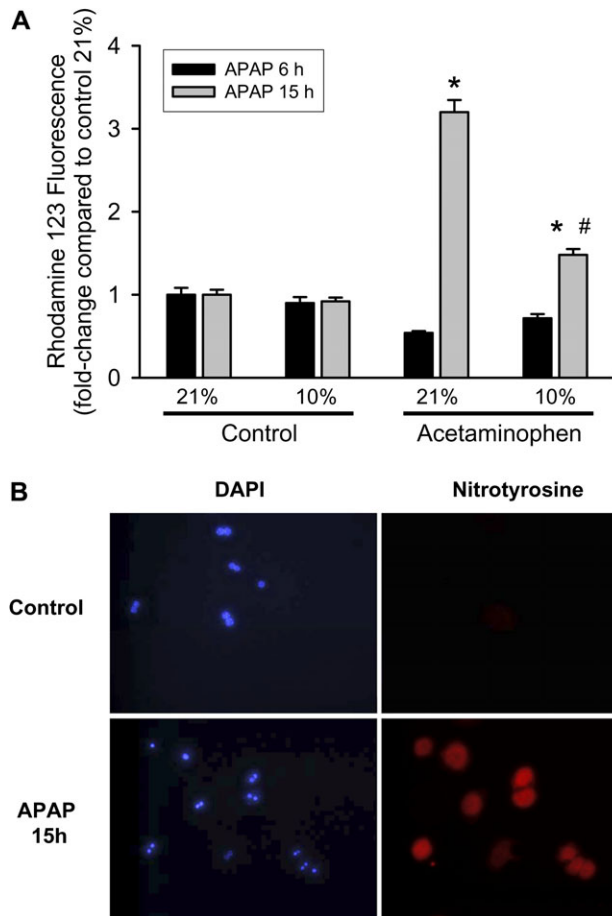 A
Rhodamine 123 Fluorescence
(fold-change compared to control 21%)
4
3
2
1
0
APAP 6 h
APAP 15 h
*
* #
21%
10%
21%
10%
Control
Acetaminophen
B
DAPI
Nitrotyrosine
Control
APAP
15h